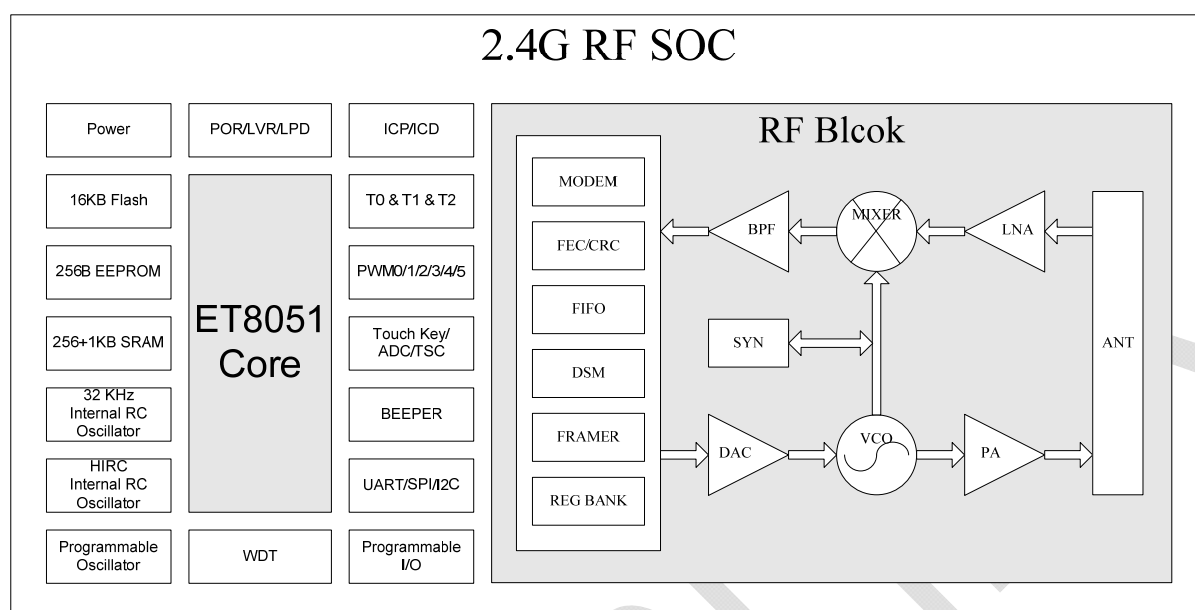 2.4G RF SOC
Power
POR/LVR/LPD
ICP/ICD
16KB Flash
T0 & T1 & T2
256B EEPROM
PWM0/1/2/3/4/5
ET8051
Core
256+1KB SRAM
Touch Key/
ADC/TSC
32 KHz
Internal RC
Oscillator
BEEPER
HIRC
Internal RC
Oscillator
UART/SPI/I2C
Programmable
Oscillator
WDT
Programmable
I/O
RF Blcok
MODEM
FEC/CRC
FIFO
DSM
FRAMER
REG BANK
BPF
MIXER
LNA
SYN
ANT
DAC
VCO
PA